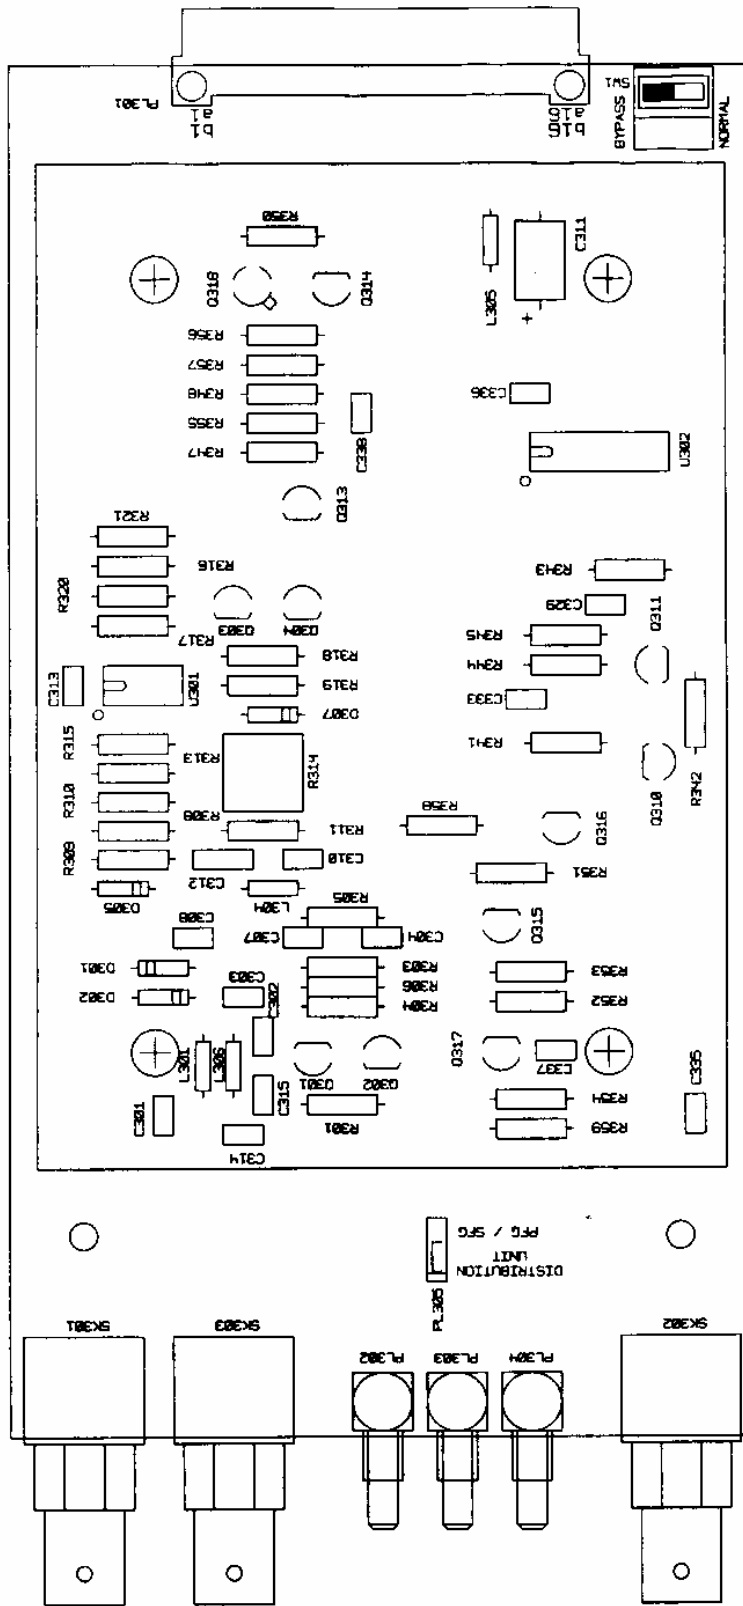 PL301
a1
b1
a16
b16
SW1
BYPASS
NORMAL
R350
Q318
Q314
L305
C311
+
R356
R357
R348
R355
R347
C338
C336
U302
Q313
R321
R316
R320
R317
Q303
Q304
R343
C329
Q311
R345
R344
C333
R341
R342
Q310
C313
U301
R318
R319
D307
R315
R313
R314
R310
R308
R311
R309
C312
C310
D305
L304
R358
Q316
R351
Q315
C308
R305
C307
C304
D301
C303
R303
R306
R304
D302
C302
R353
R352
L301
L306
Q301
Q302
Q317
C337
C301
C315
R301
C314
R354
R359
C335
PFG / SFG
DISTRIBUTION
UNIT
PL305
SK301
SK303
PL302
PL303
PL304
SK302